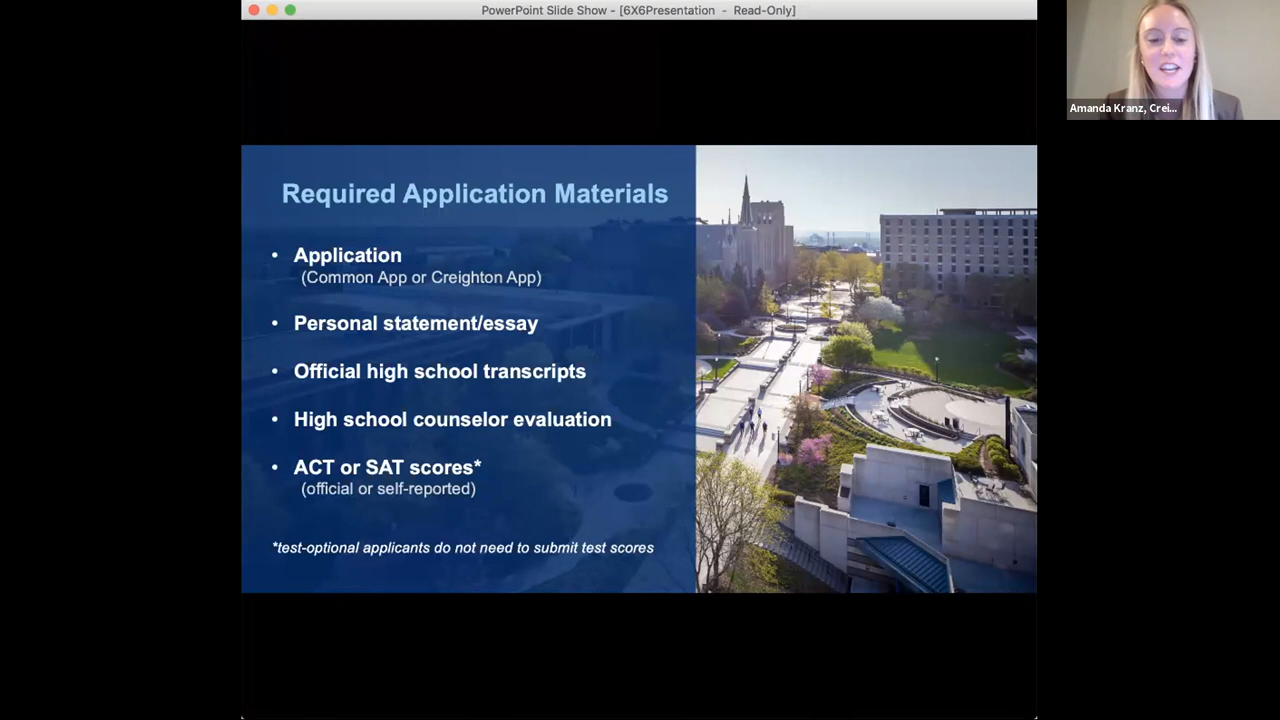 PowerPoint Slide Show - [6X6Presentation - Read-Only]
Amanda Kranz, Crei...
Required Application Materials
• Application
(Common App or Creighton App)
• Personal statement/essay
• Official high school transcripts
• High school counselor evaluation
• ACT or SAT scores*
(official or self-reported)
*test-optional applicants do not need to submit test scores